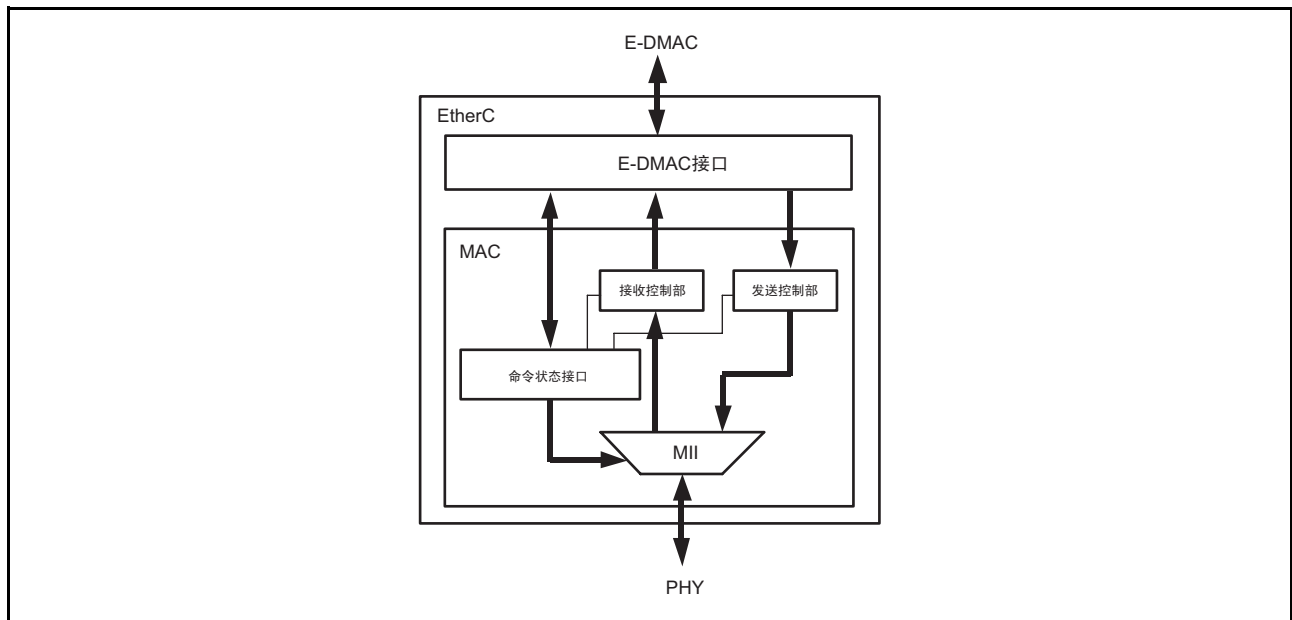 E-DMAC
EtherC
E-DMAC接口
MAC
接收控制部
发送控制部
命令状态接口
MII
PHY